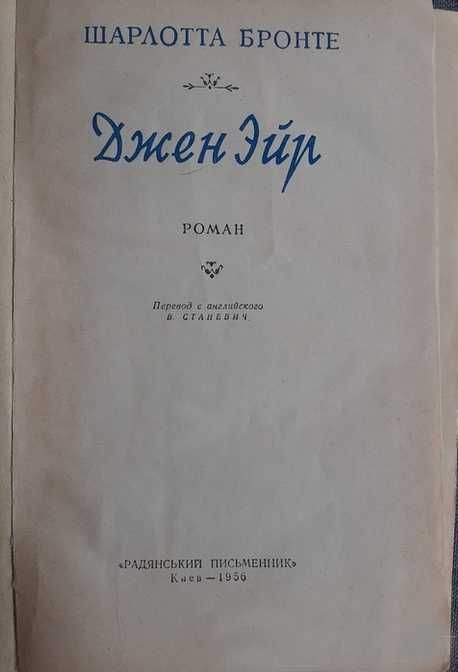 ШАРЛОТТА БРОНТЕ
Джен Эйр
РОМАН
Перевод с английского
В. СТАНЕВИЧ
«РАДЯНСЬКИЙ ПИСЬМЕННИК»
Киев — 1956